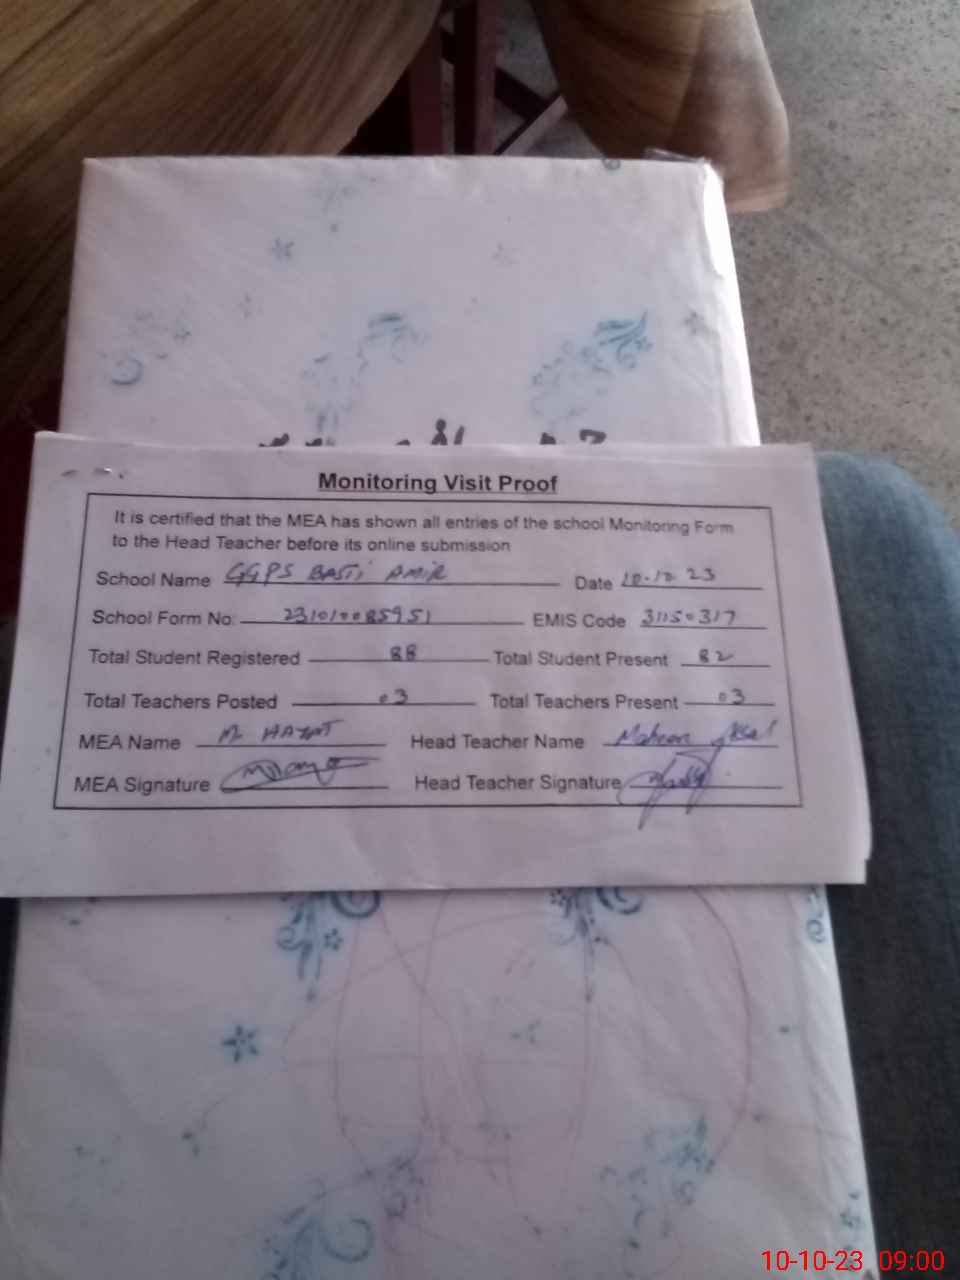 Monitoring Visit Proof
It is certified that the MEA has shown all entries of the school Monitoring Form
to the Head Teacher before its online submission
School Name GGPS BASTI AMIR Date 10-10-23
School Form No: EMIS Code 31150317
Total Student Registered 88 Total Student Present 82
Total Teachers Posted 03 Total Teachers Present 03
MEA Name M. HAYAT Head Teacher Name
MEA Signature Head Teacher Signature
10-10-23 09:00